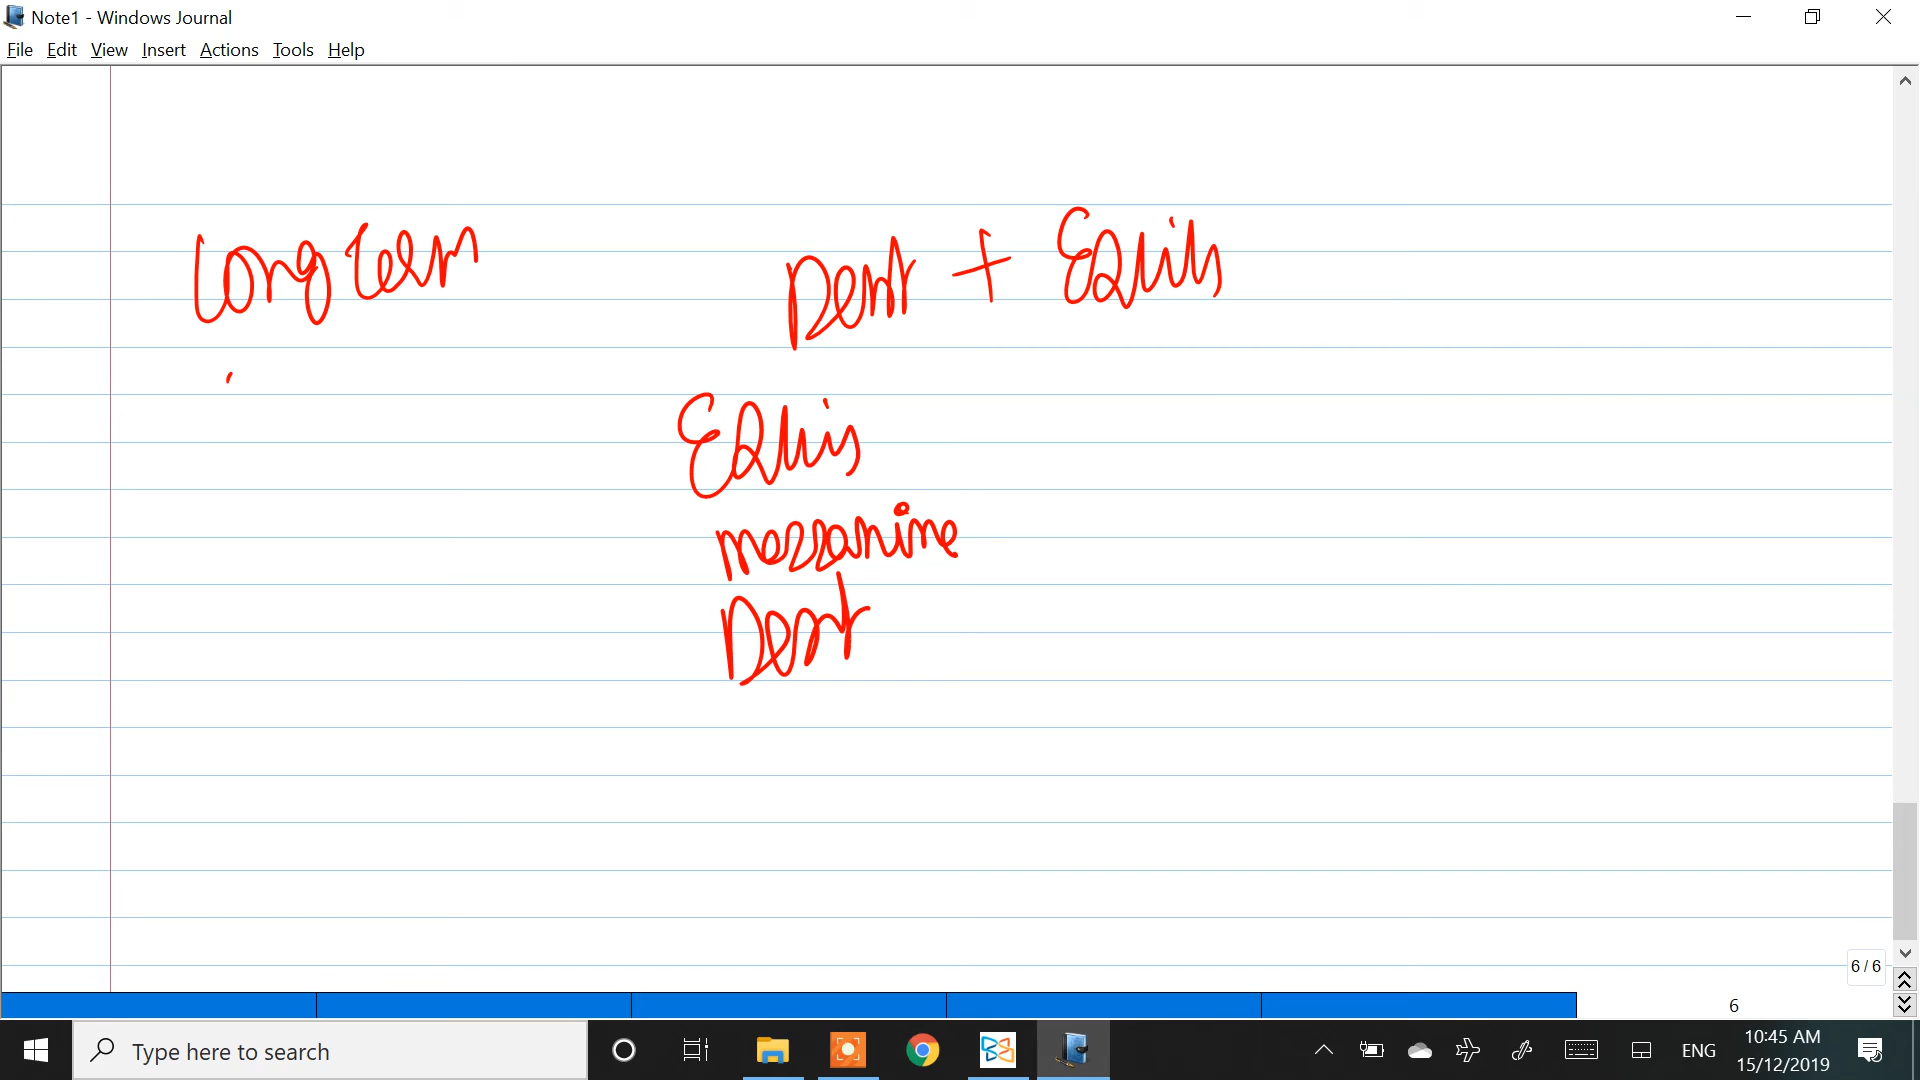 Note1 - Windows Journal
File Edit View Insert Actions Tools Help
Long term
Debt + Equity
Equity
mezzanine
Debt
6 / 6
6
Type here to search
ENG
10:45 AM
15/12/2019